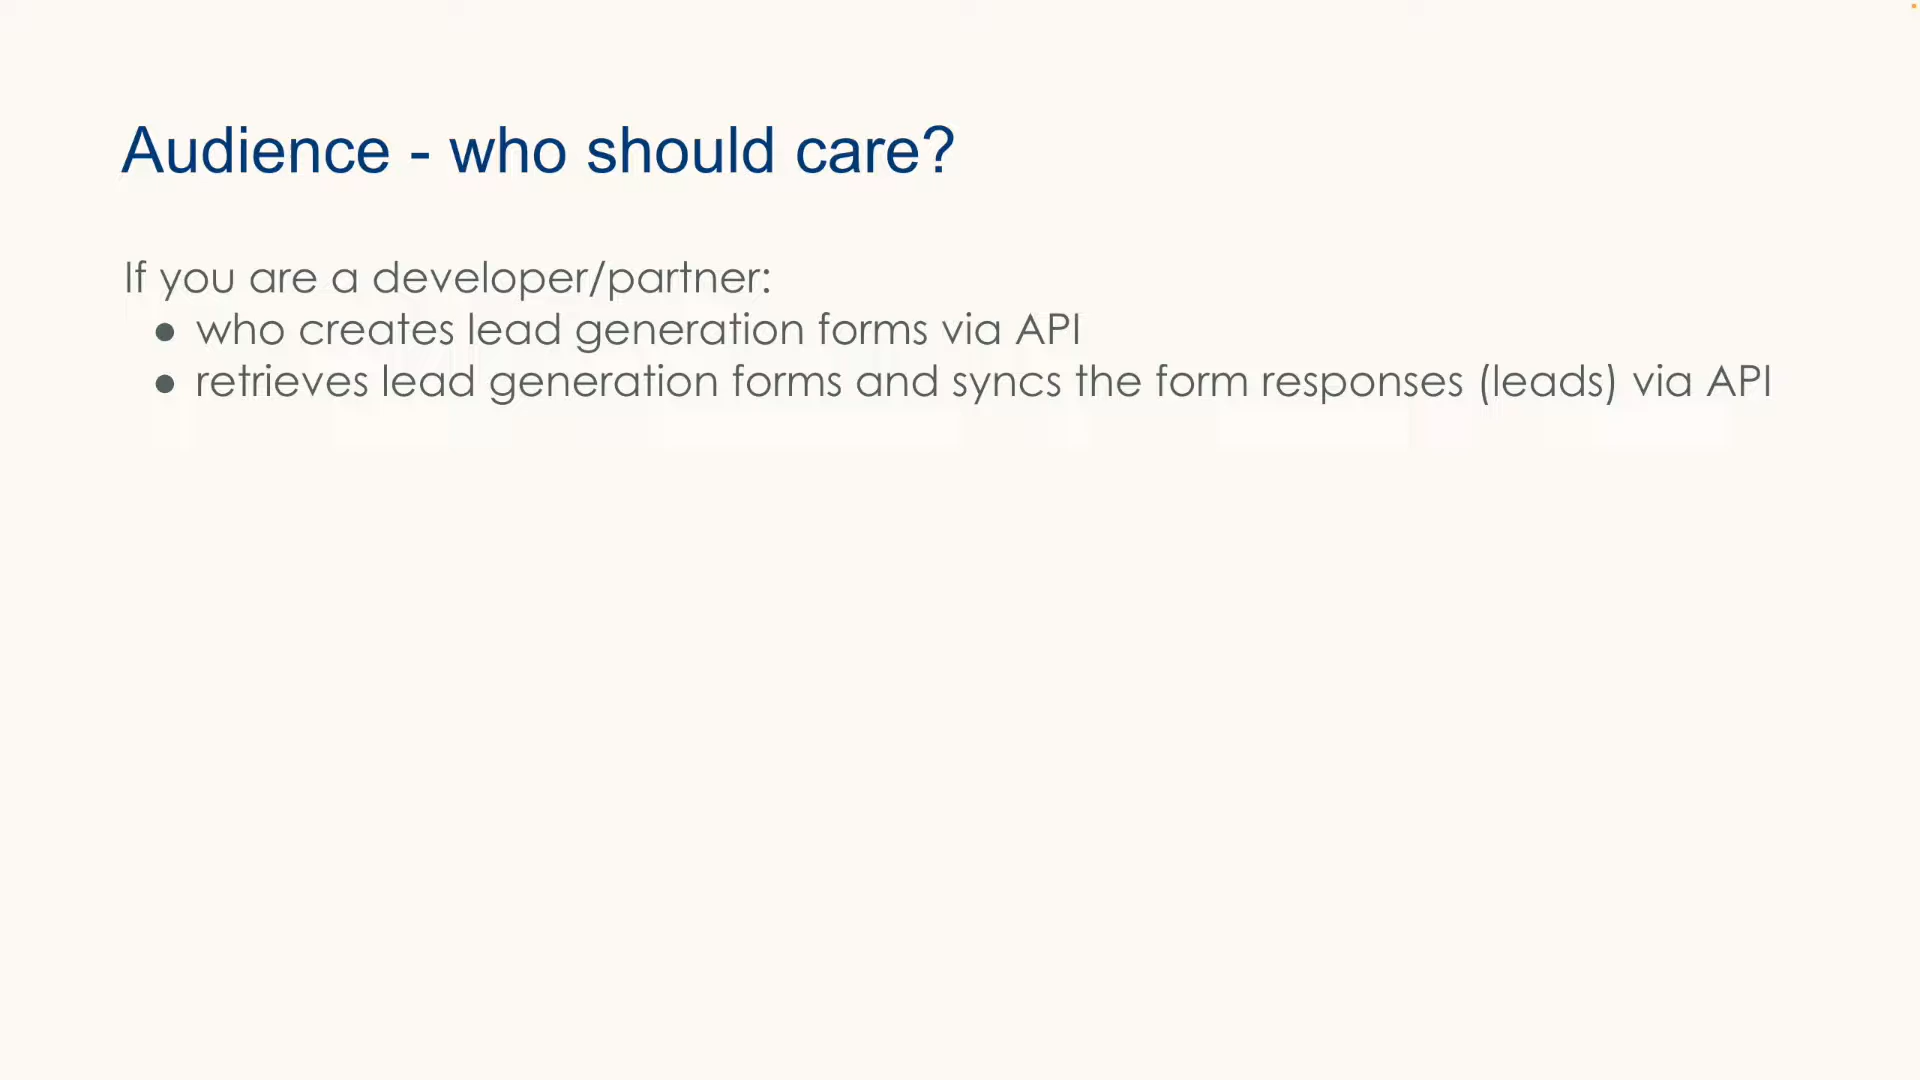 Audience - who should care?
If you are a developer/partner:
● who creates lead generation forms via API
● retrieves lead generation forms and syncs the form responses (leads) via API